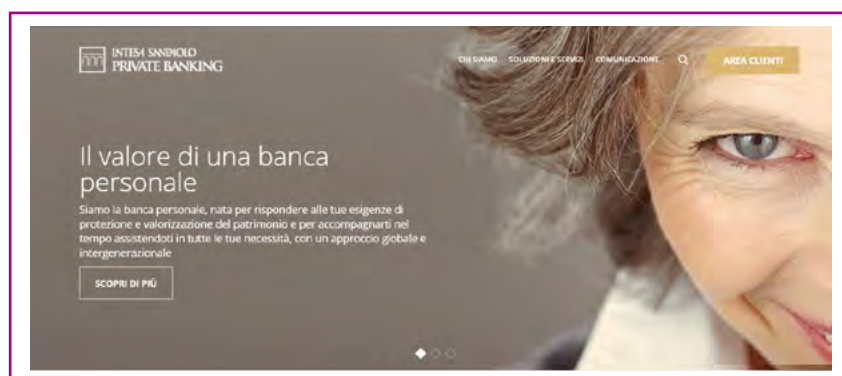 INTESA SANPAOLO
PRIVATE BANKING
CHI SIAMO SOLUZIONI E SERVIZI COMUNICAZIONE AREA CLIENTI
Il valore di una banca
personale
Siamo la banca personale, nata per rispondere alle tue esigenze di
protezione e valorizzazione del patrimonio e per accompagnarti nel
tempo assistendoti in tutte le tue necessità, con un approccio globale e
intergenerazionale
SCOPRI DI PIÙ